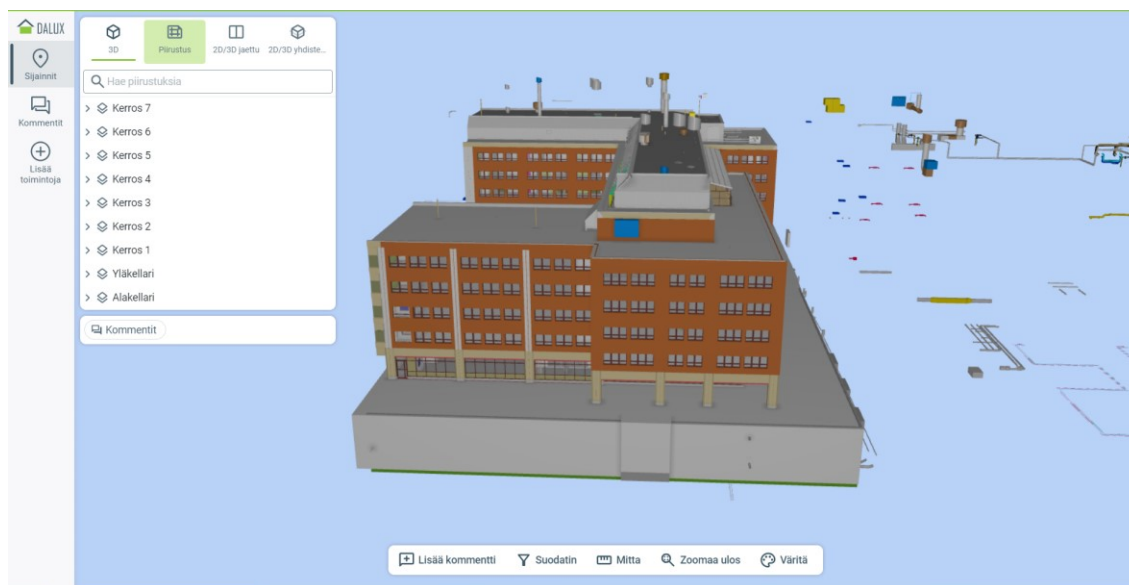 DALUX
Sijainnit
Kommentit
Lisää
toimintoja
3D
Piirustus
2D/3D jaettu
2D/3D yhdiste...
Hae piirustuksia
Kerros 7
Kerros 6
Kerros 5
Kerros 4
Kerros 3
Kerros 2
Kerros 1
Yläkellari
Alakellari
Kommentit
Lisää kommentti Suodatin Mitta Zoomaa ulos Väritä